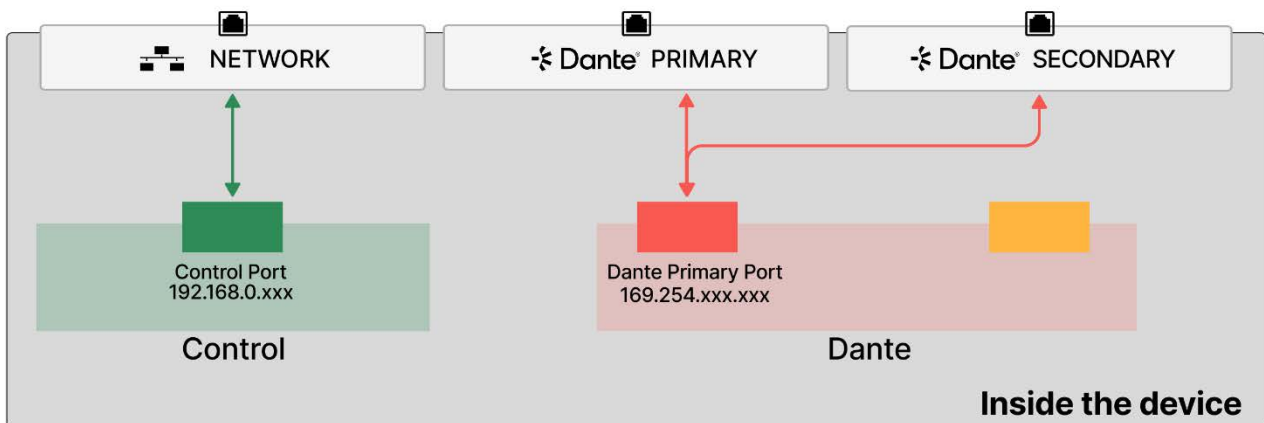 NETWORK
Dante® PRIMARY
Dante® SECONDARY
Control Port
192.168.0.xxx
Dante Primary Port
169.254.xxx.xxx
Control
Dante
Inside the device